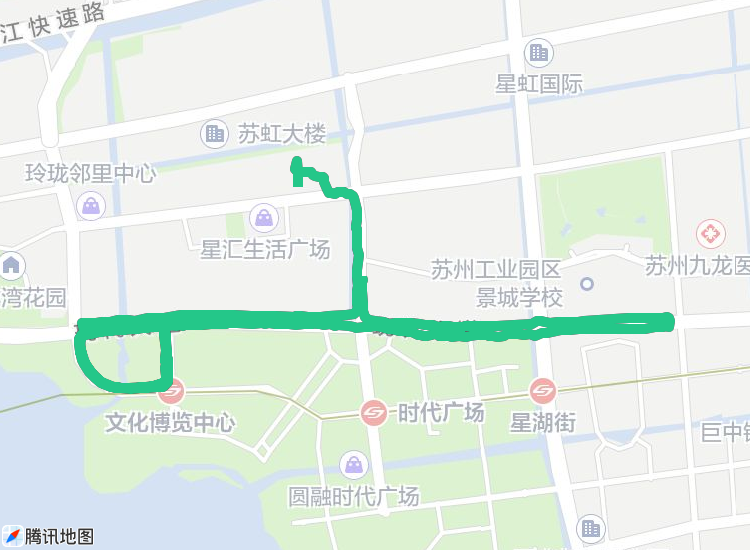 江快速路
星虹国际
苏虹大楼
玲珑邻里中心
星汇生活广场
苏州工业园区
景城学校
苏州九龙医
湾花园
文化博览中心
时代广场
星湖街
巨中
圆融时代广场
腾讯地图